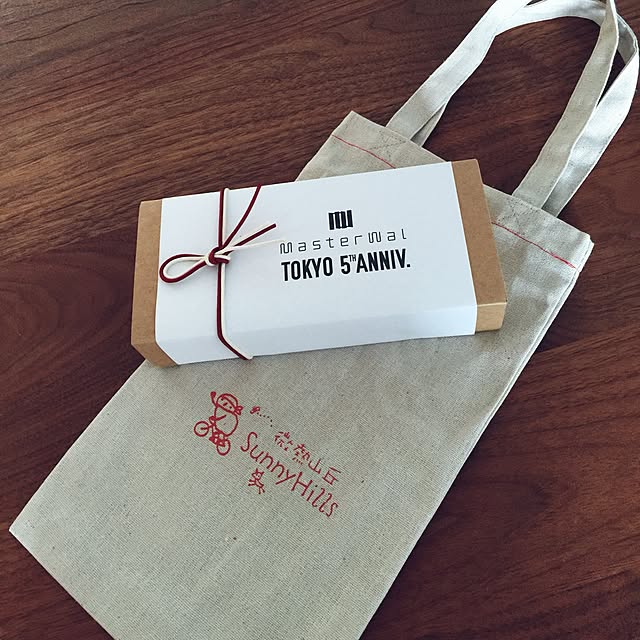 MasterWal
TOKYO 5TH ANNIV.
微熱山丘
SunnyHills